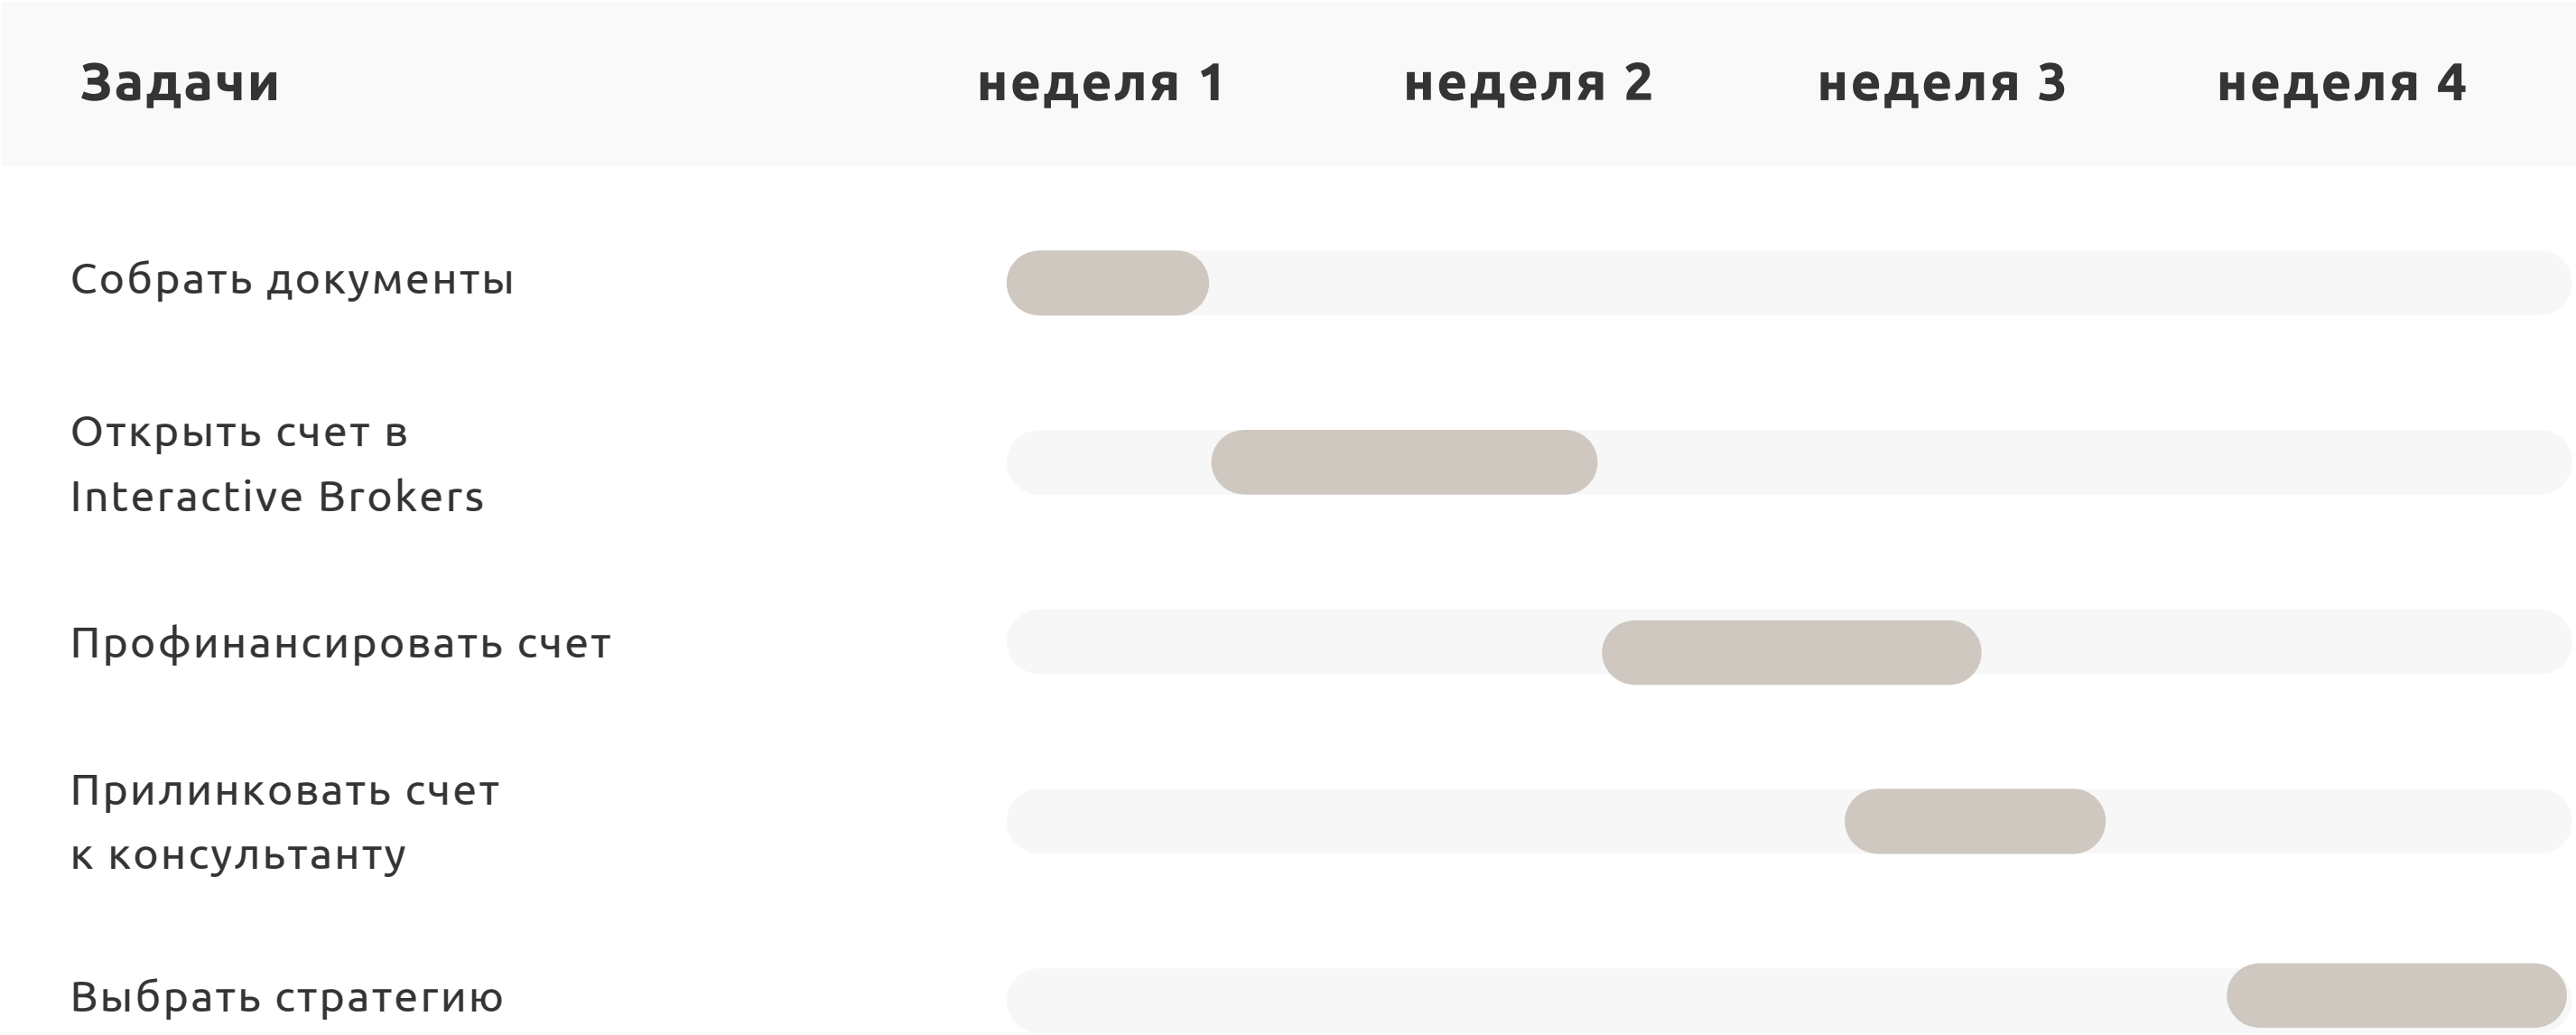 Задачи неделя 1 неделя 2 неделя 3 неделя 4
Собрать документы
Открыть счет в
Interactive Brokers
Профинансировать счет
Прилинковать счет
к консультанту
Выбрать стратегию